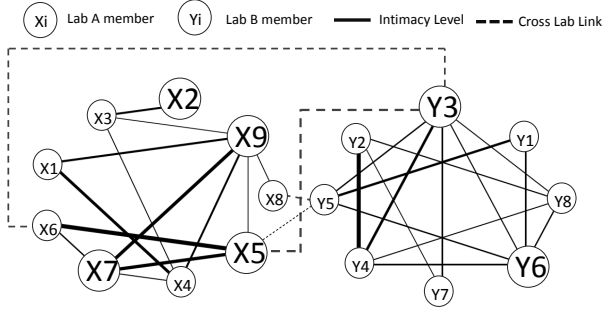 Xi Lab A member Yi Lab B member Intimacy Level Cross Lab Link
X2
X3
Y3
X9
Y2
Y1
X1
X8
Y5
Y8
X6
X5
X7
X4
Y4
Y6
Y7